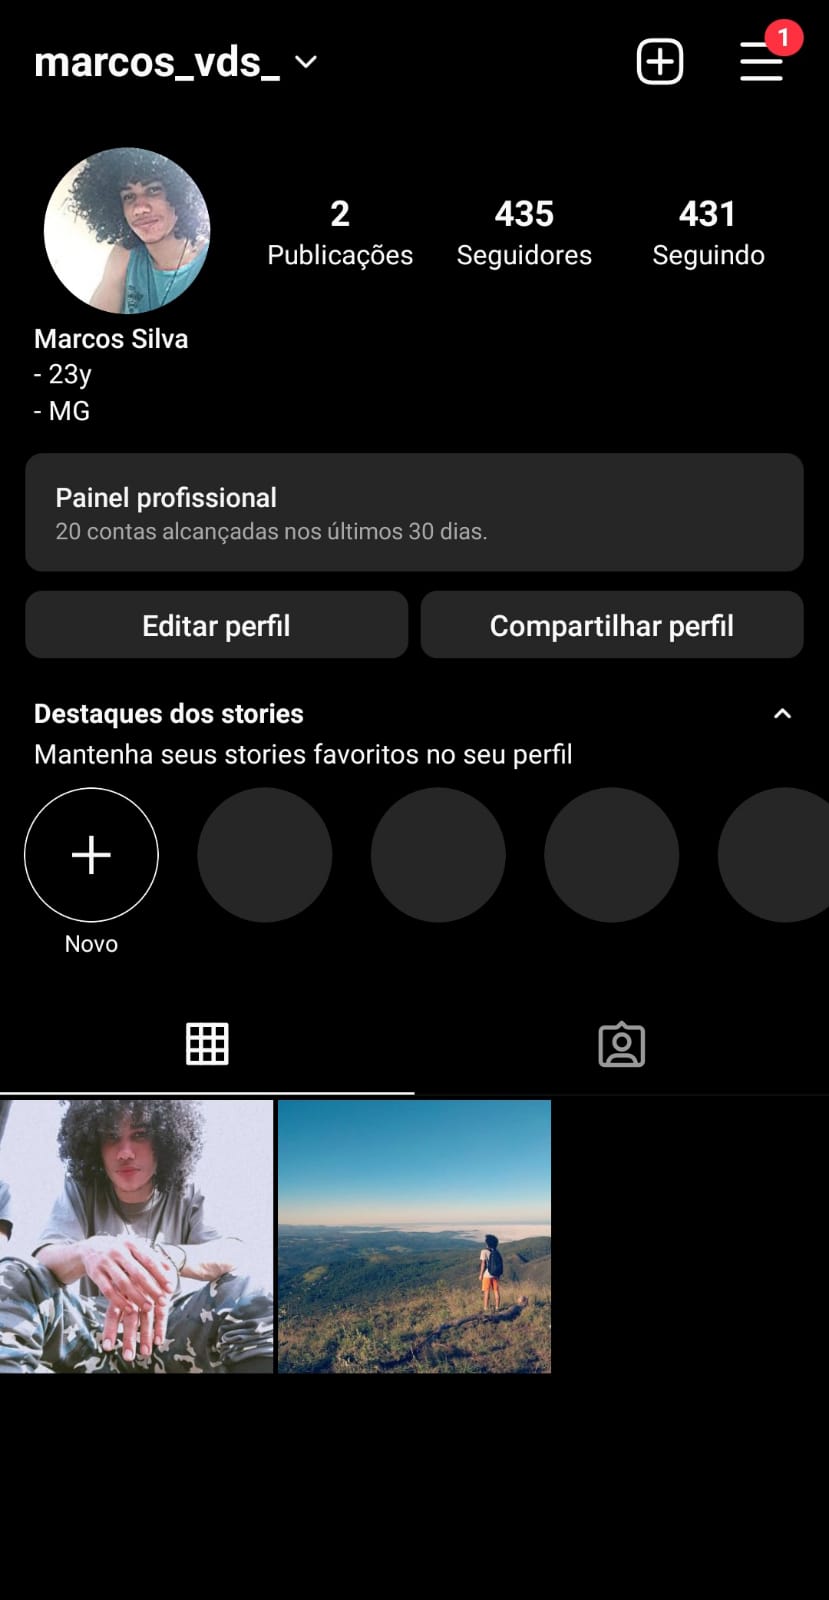 marcos_vds_
1
2
435
431
Publicações
Seguidores
Seguindo
Marcos Silva
- 23y
- MG
Painel profissional
20 contas alcançadas nos últimos 30 dias.
Editar perfil
Compartilhar perfil
Destaques dos stories
Mantenha seus stories favoritos no seu perfil
Novo